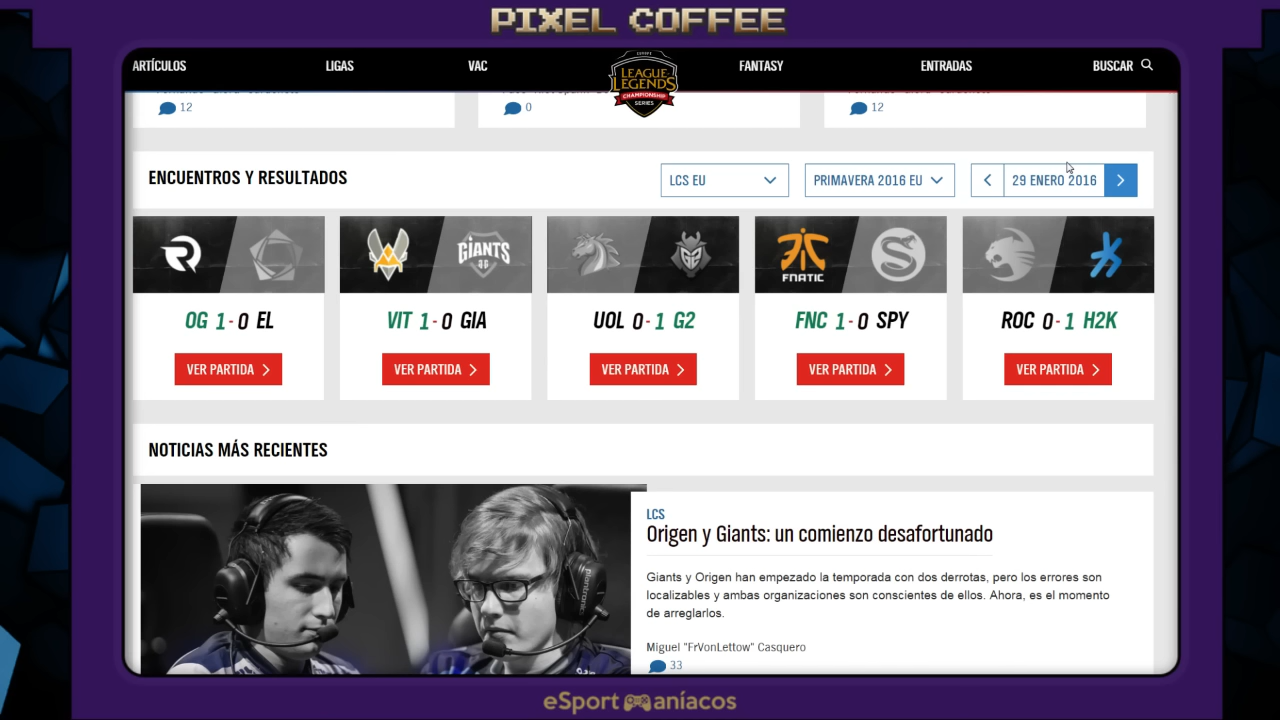 PIXEL COFFEE
ARTÍCULOS
LIGAS
VAC
EUROPE
LEAGUE OF
LEGENDS
CHAMPIONSHIP
SERIES
FANTASY
ENTRADAS
BUSCAR
12
0
12
ENCUENTROS Y RESULTADOS
LCS EU
PRIMAVERA 2016 EU
29 ENERO 2016
GIANTS
FNATIC
OG 1-0 EL
VIT 1-0 GIA
UOL 0-1 G2
FNC 1-0 SPY
ROC 0-1 H2K
VER PARTIDA
VER PARTIDA
VER PARTIDA
VER PARTIDA
VER PARTIDA
NOTICIAS MÁS RECIENTES
LCS
Origen y Giants: un comienzo desafortunado
Giants y Origen han empezado la temporada con dos derrotas, pero los errores son
localizables y ambas organizaciones son conscientes de ellos. Ahora, es el momento
de arreglarlos.
Miguel "FrVonLettow" Casquero
33
eSport maníacos